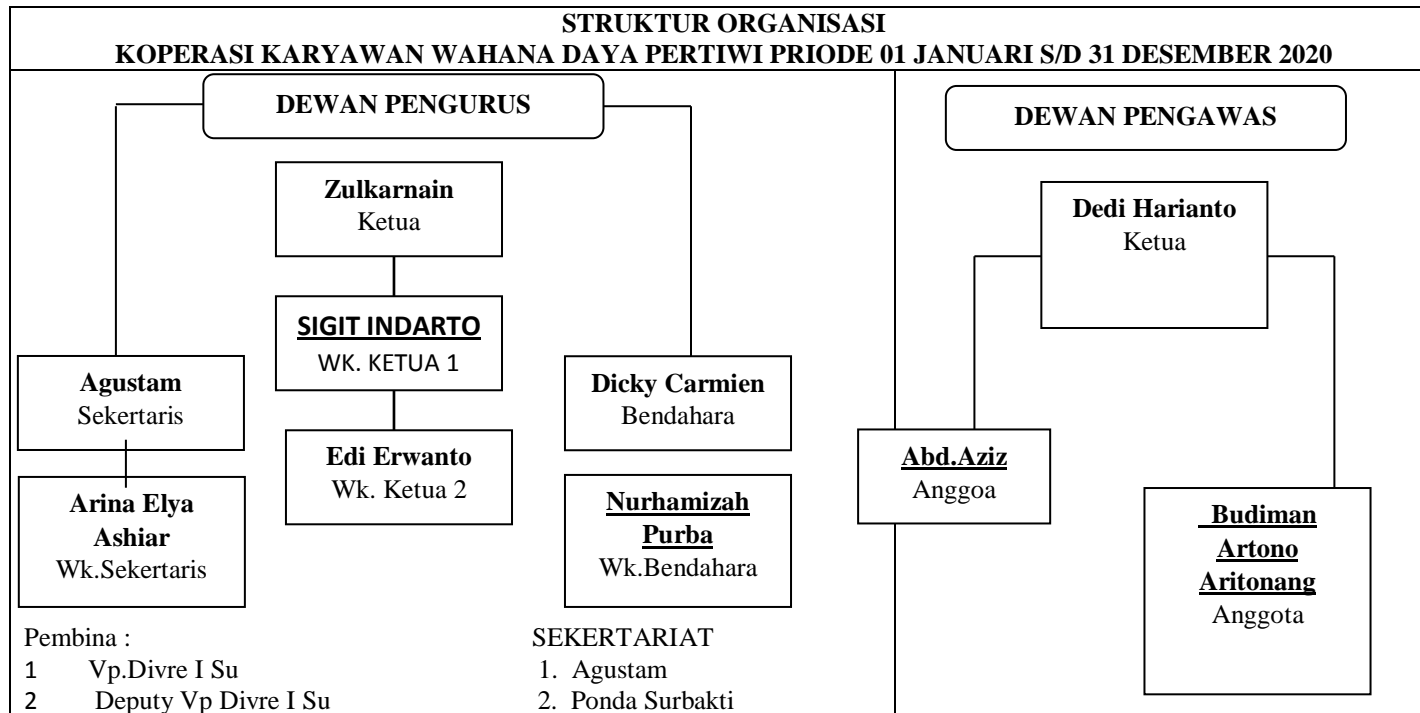 STRUKTUR ORGANISASI
KOPERASI KARYAWAN WAHANA DAYA PERTIWI PRIODE 01 JANUARI S/D 31 DESEMBER 2020
DEWAN PENGURUS
Zulkarnain
Ketua
SIGIT INDARTO
WK. KETUA 1
Agustam
Sekertaris
Dicky Carmien
Bendahara
Edi Erwanto
Wk. Ketua 2
Arina Elya
Ashiar
Wk.Sekertaris
Nurhamizah
Purba
Wk.Bendahara
Pembina :
1 Vp.Divre I Su
2 Deputy Vp Divre I Su
SEKERTARIAT
1. Agustam
2. Ponda Surbakti
DEWAN PENGAWAS
Dedi Harianto
Ketua
Abd.Aziz
Anggoa
Budiman
Artono
Aritonang
Anggota